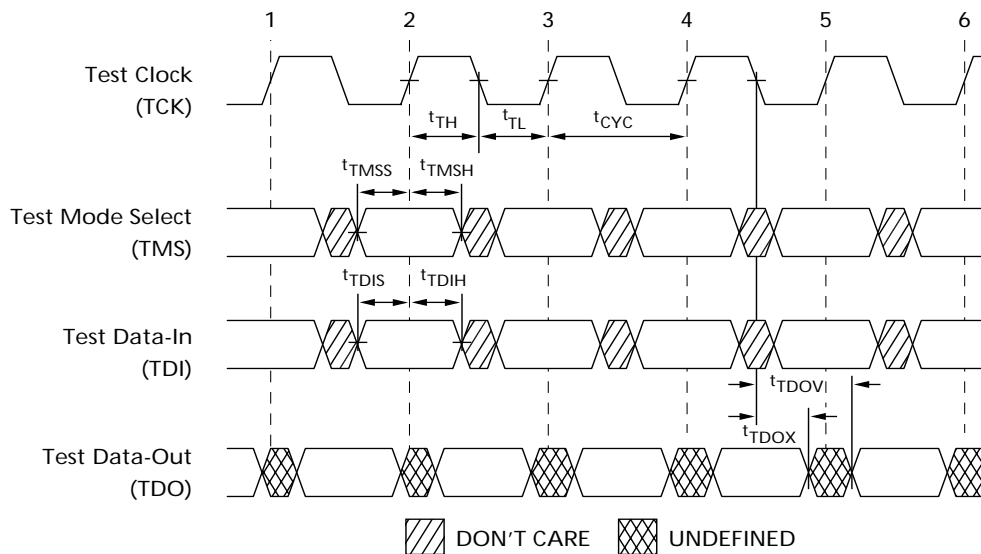 1 2 3 4 5 6
Test Clock
(TCK)
tTH tTL tCYC
tTMSS tTMSH
Test Mode Select
(TMS)
tTDIS tTDIH
Test Data-In
(TDI)
tTDOV
tTDOX
Test Data-Out
(TDO)
DON'T CARE UNDEFINED